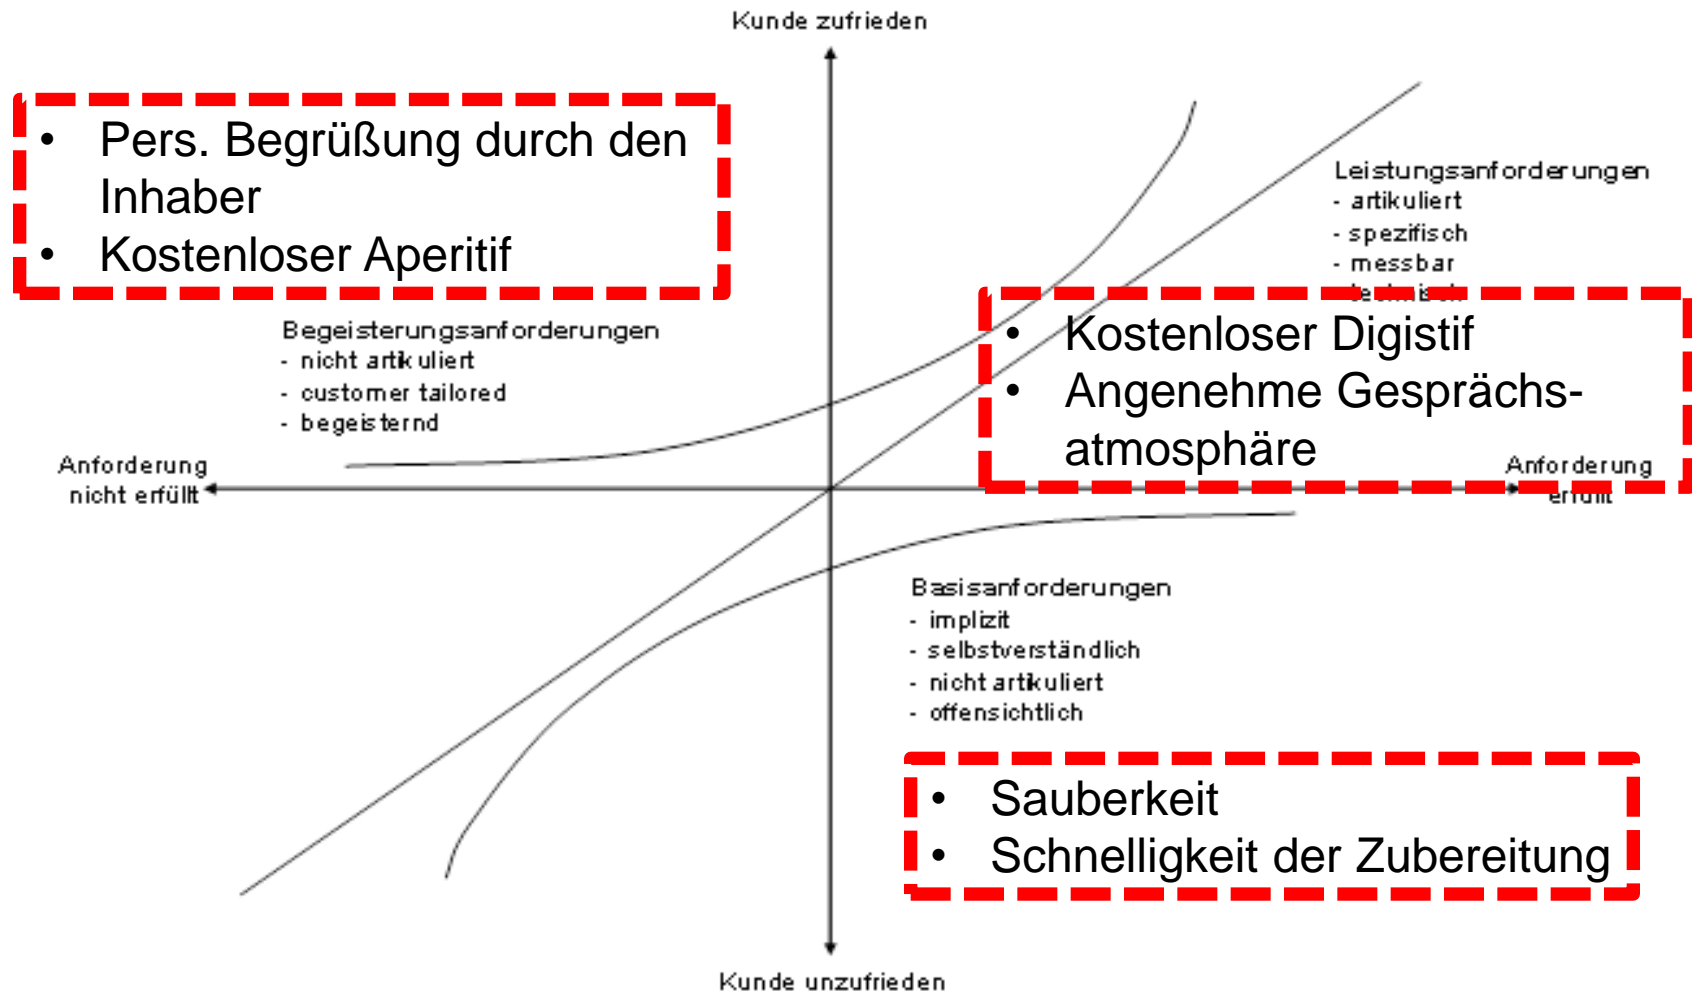 Kunde zufrieden
• Pers. Begrüßung durch den
Inhaber
• Kostenloser Aperitif
Leistungsanforderungen
- artikuliert
- spezifisch
- messbar
- technisch
Begeisterungsanforderungen
- nicht artikuliert
- customer tailored
- begeisternd
• Kostenloser Digistif
• Angenehme Gesprächs-
atmosphäre
Anforderung
nicht erfüllt
Anforderung
erfüllt
Basisanforderungen
- implizit
- selbstverständlich
- nicht artikuliert
- offensichtlich
• Sauberkeit
• Schnelligkeit der Zubereitung
Kunde unzufrieden